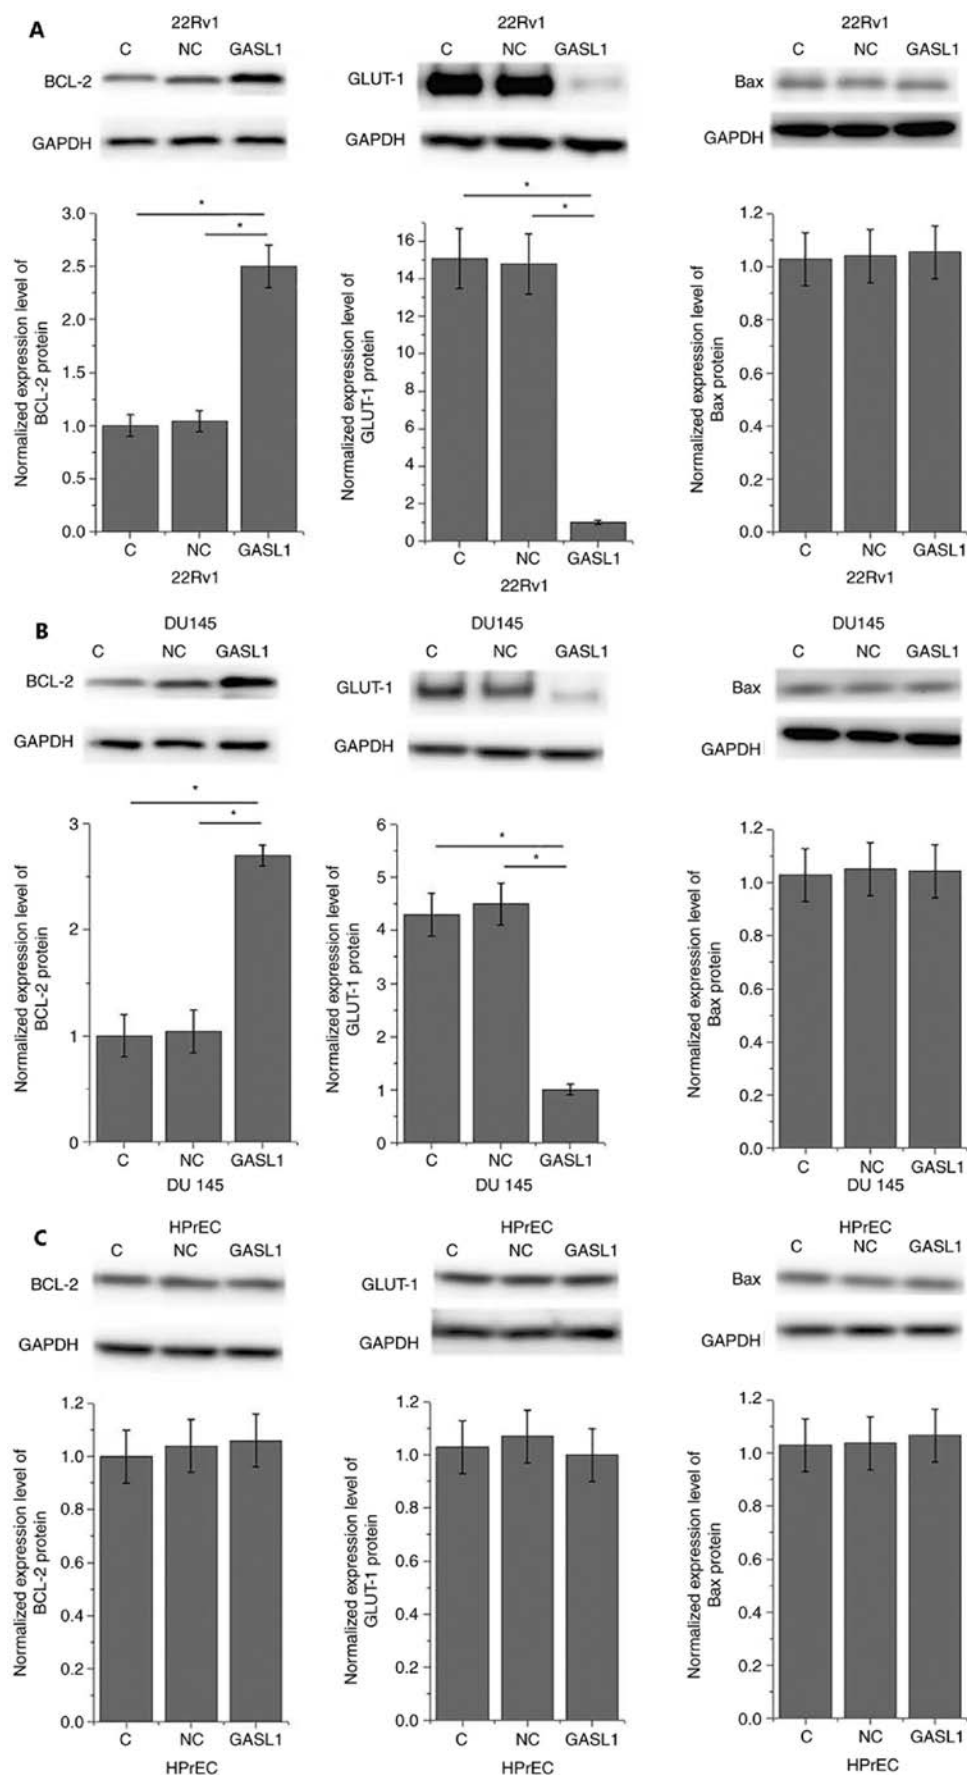 A
22Rv1
C NC GASL1
BCL-2
GAPDH
22Rv1
C NC GASL1
GLUT-1
GAPDH
22Rv1
C NC GASL1
Bax
GAPDH
*
*
3.0
2.5
2.0
1.5
1.0
0.5
0.0
Normalized expression level of
BCL-2 protein
C NC GASL1
22Rv1
*
*
16
14
12
10
8
6
4
2
0
Normalized expression level of
GLUT-1 protein
C NC GASL1
22Rv1
1.2
1.0
0.8
0.6
0.4
0.2
0.0
Normalized expression level of
Bax protein
C NC GASL1
22Rv1
B
DU145
C NC GASL1
BCL-2
GAPDH
DU145
C NC GASL1
GLUT-1
GAPDH
DU145
C NC GASL1
Bax
GAPDH
*
*
3
2
1
0
Normalized expression level of
BCL-2 protein
C NC GASL1
DU 145
*
*
6
5
4
3
2
1
0
Normalized expression level of
GLUT-1 protein
C NC GASL1
DU 145
1.2
1.0
0.8
0.6
0.4
0.2
0.0
Normalized expression level of
Bax protein
C NC GASL1
DU 145
C
HPrEC
C NC GASL1
BCL-2
GAPDH
HPrEC
C NC GASL1
GLUT-1
GAPDH
HPrEC
C NC GASL1
Bax
GAPDH
1.2
1.0
0.8
0.6
0.4
0.2
0.0
Normalized expression level of
BCL-2 protein
C NC GASL1
HPrEC
1.2
1.0
0.8
0.6
0.4
0.2
0.0
Normalized expression level of
GLUT-1 protein
C NC GASL1
HPrEC
1.2
1.0
0.8
0.6
0.4
0.2
0.0
Normalized expression level of
Bax protein
C NC GASL1
HPrEC